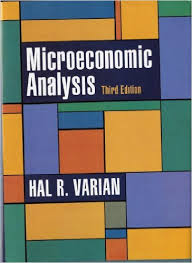 Microeconomic
Analysis
Third Edition
HAL R. VARIAN